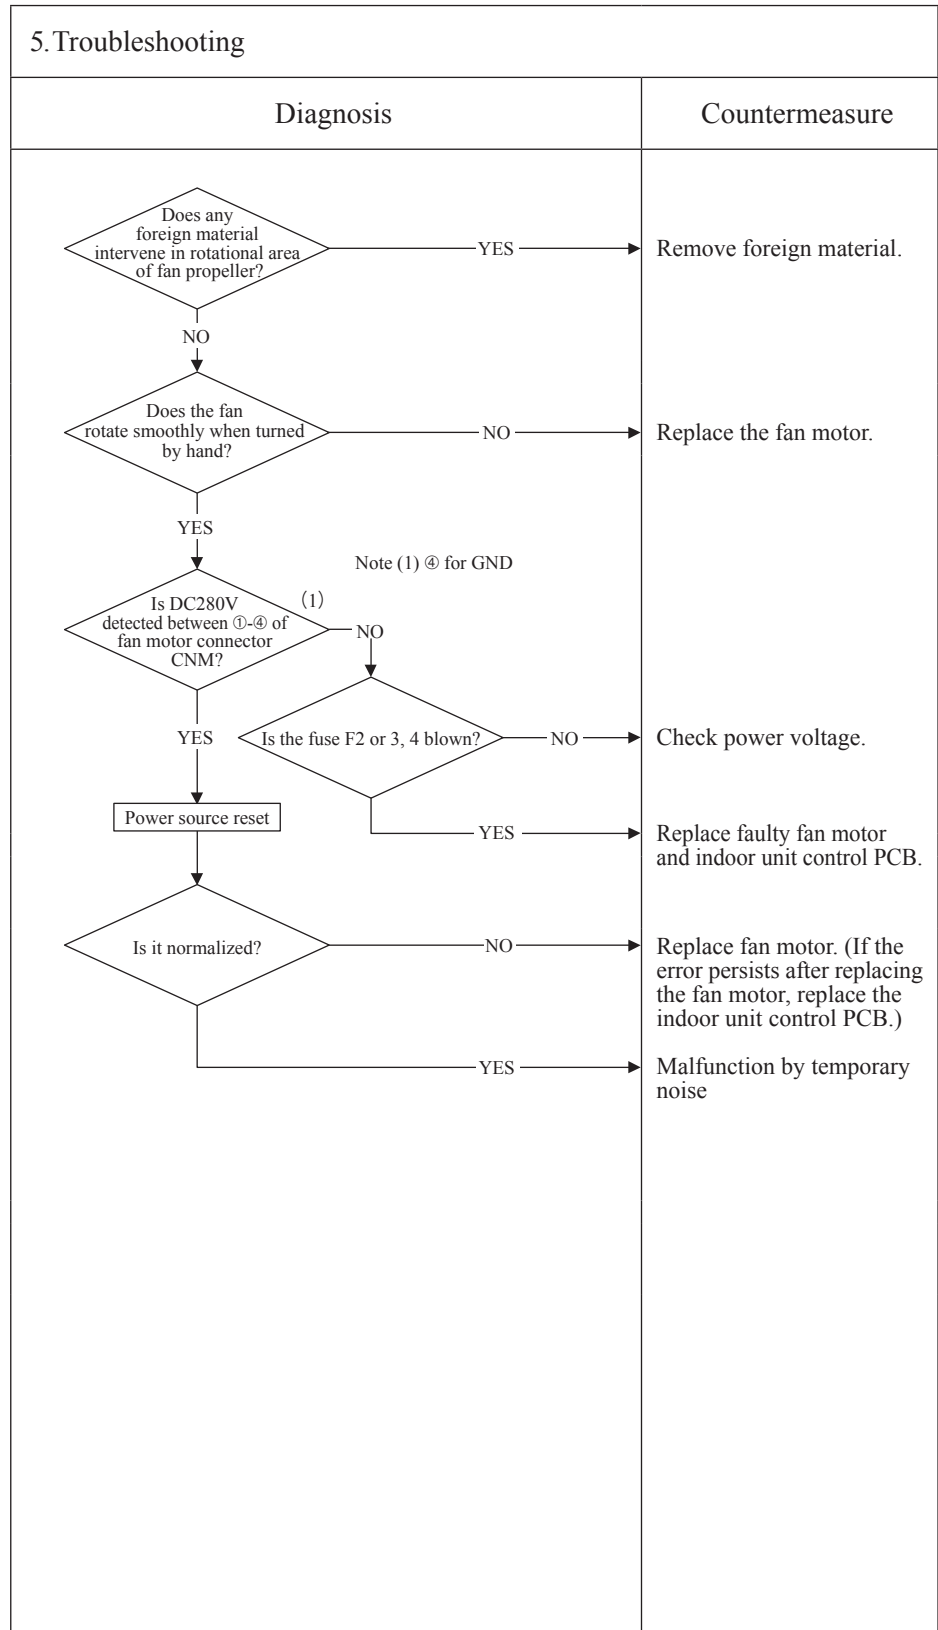 5.Troubleshooting
Diagnosis
Countermeasure
Does any
foreign material
intervene in rotational area
of fan propeller?
YES
Remove foreign material.
NO
Does the fan
rotate smoothly when turned
by hand?
NO
Replace the fan motor.
YES
Note (1) ④ for GND
Is DC280V
(1)
detected between ①-④ of
fan motor connector
CNM?
NO
YES
Is the fuse F2 or 3, 4 blown?
NO
Check power voltage.
Power source reset
YES
Replace faulty fan motor
and indoor unit control PCB.
Is it normalized?
NO
Replace fan motor. (If the
error persists after replacing
the fan motor, replace the
indoor unit control PCB.)
YES
Malfunction by temporary
noise